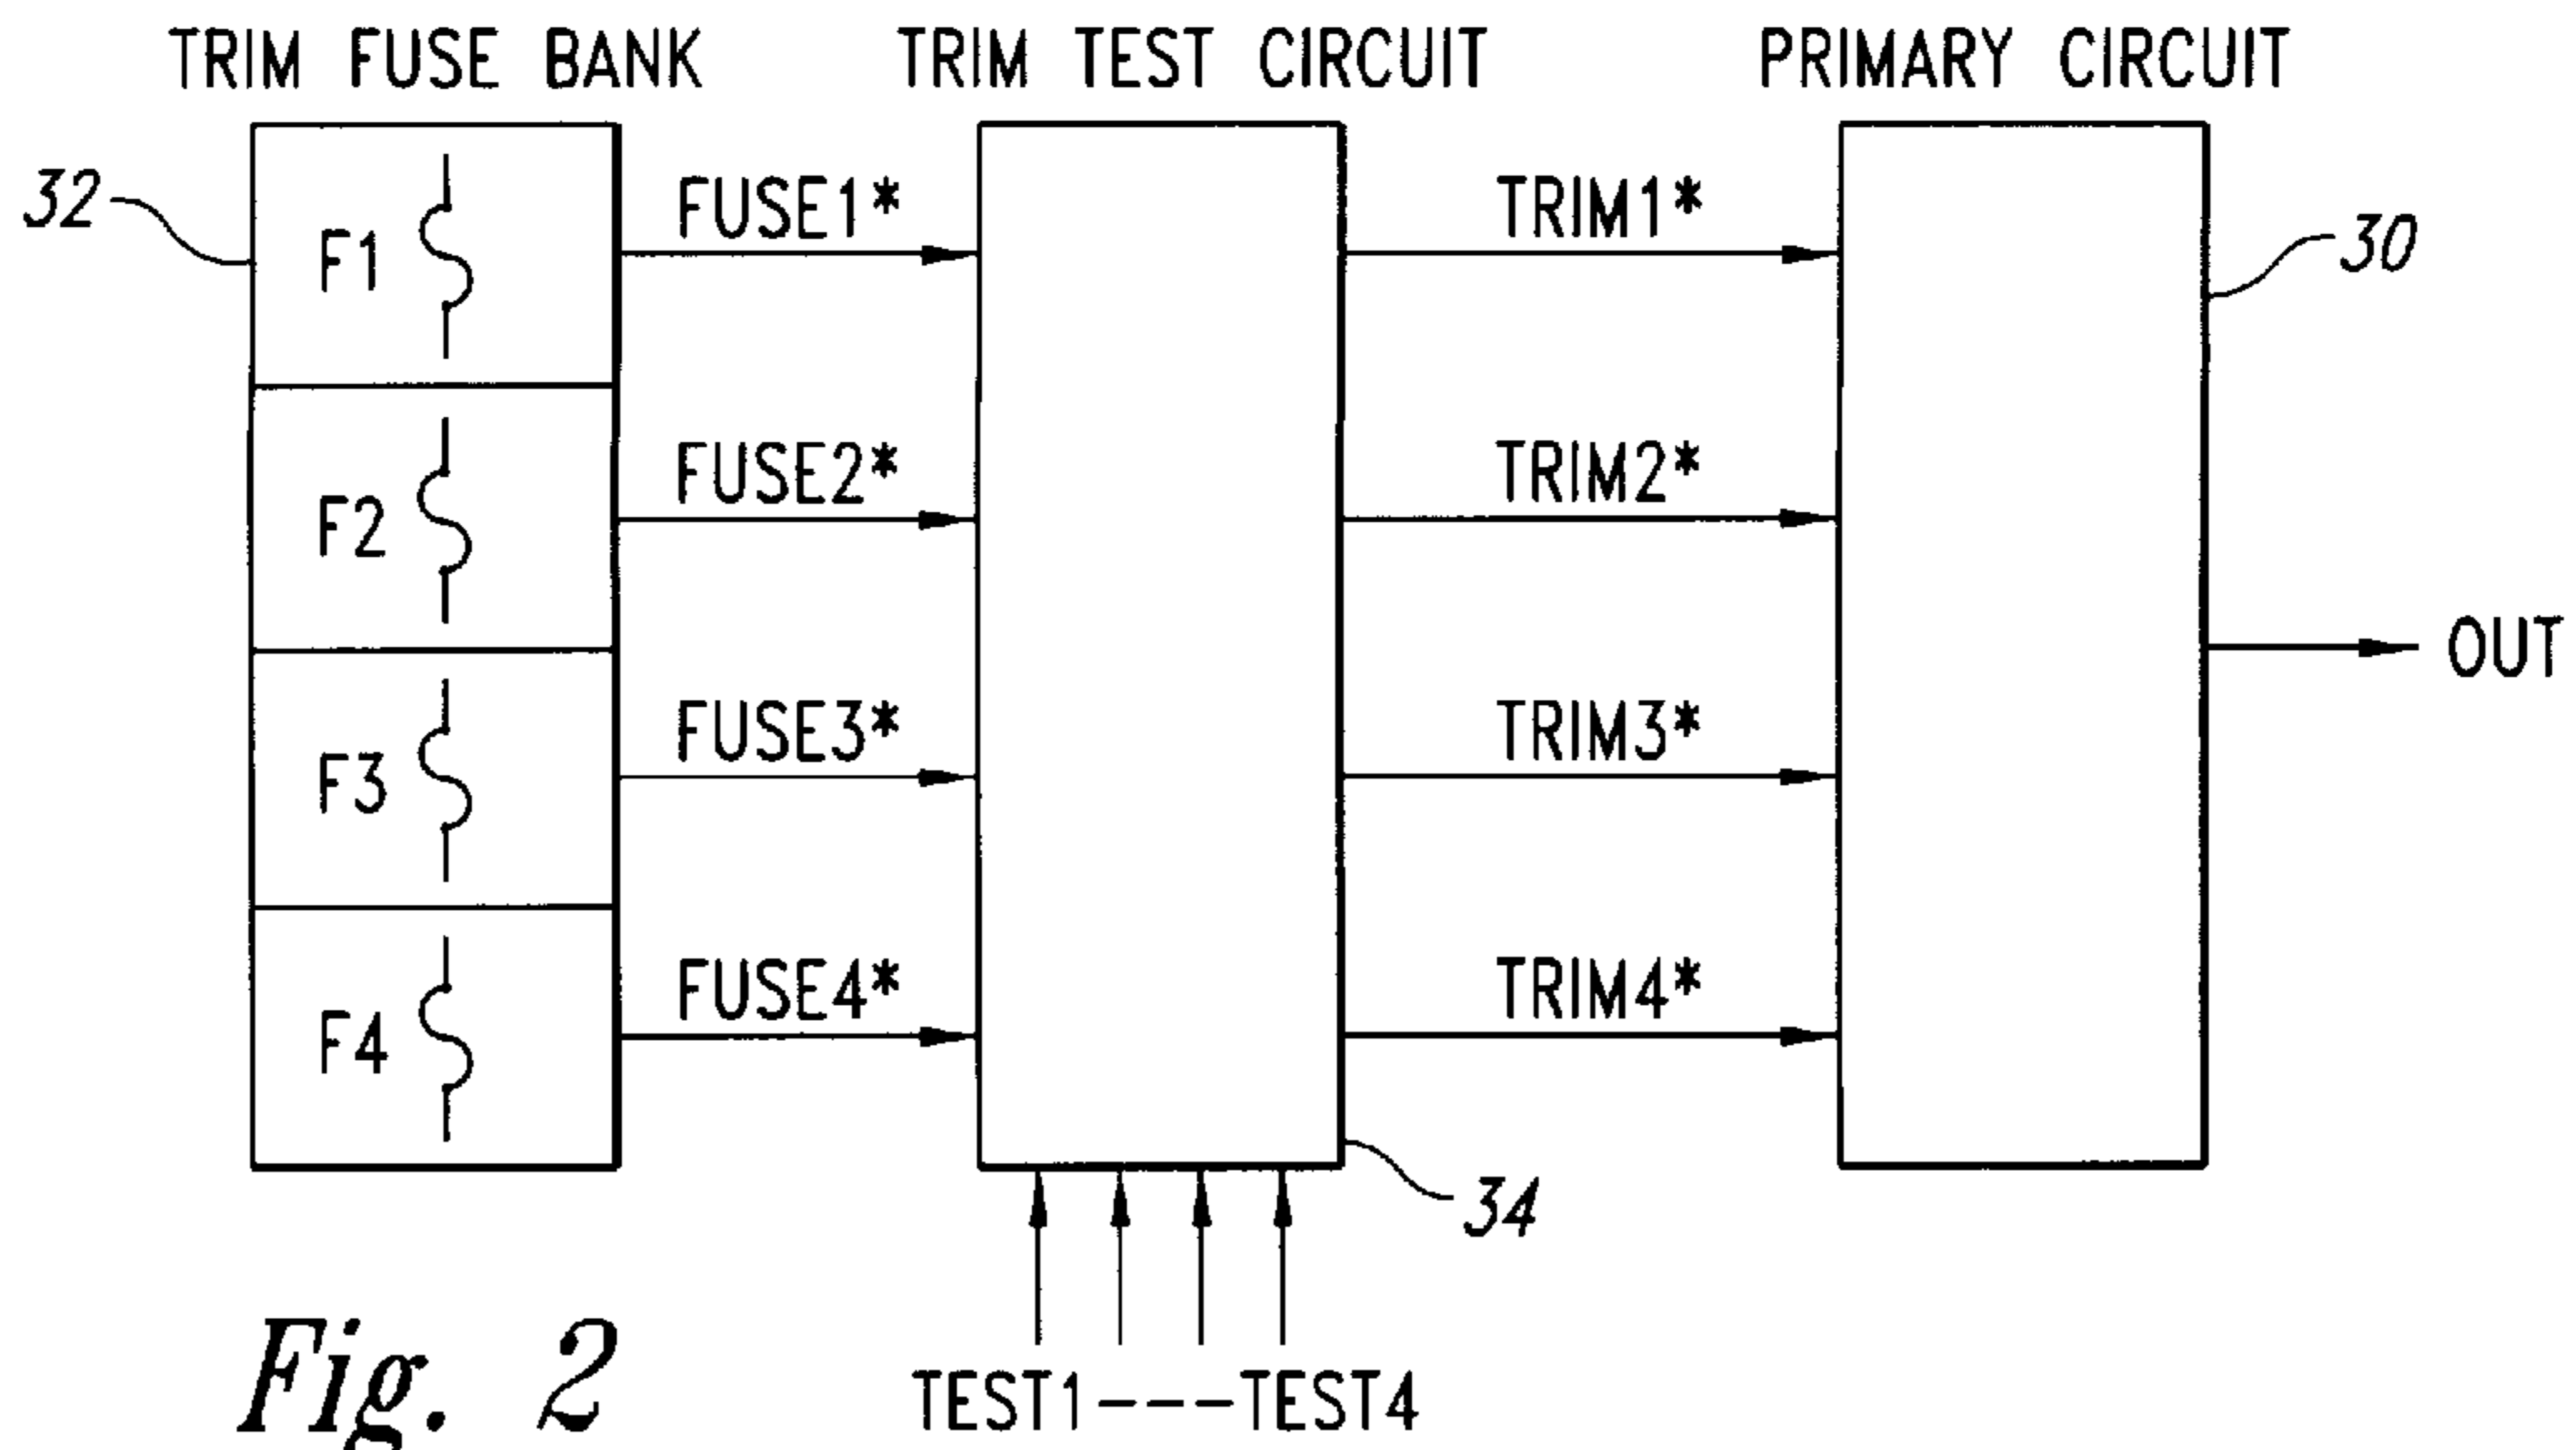 TRIM FUSE BANK
TRIM TEST CIRCUIT
PRIMARY CIRCUIT
32
F1
FUSE1*
TRIM1*
30
F2
FUSE2*
TRIM2*
OUT
F3
FUSE3*
TRIM3*
F4
FUSE4*
TRIM4*
34
TEST1---TEST4
Fig. 2